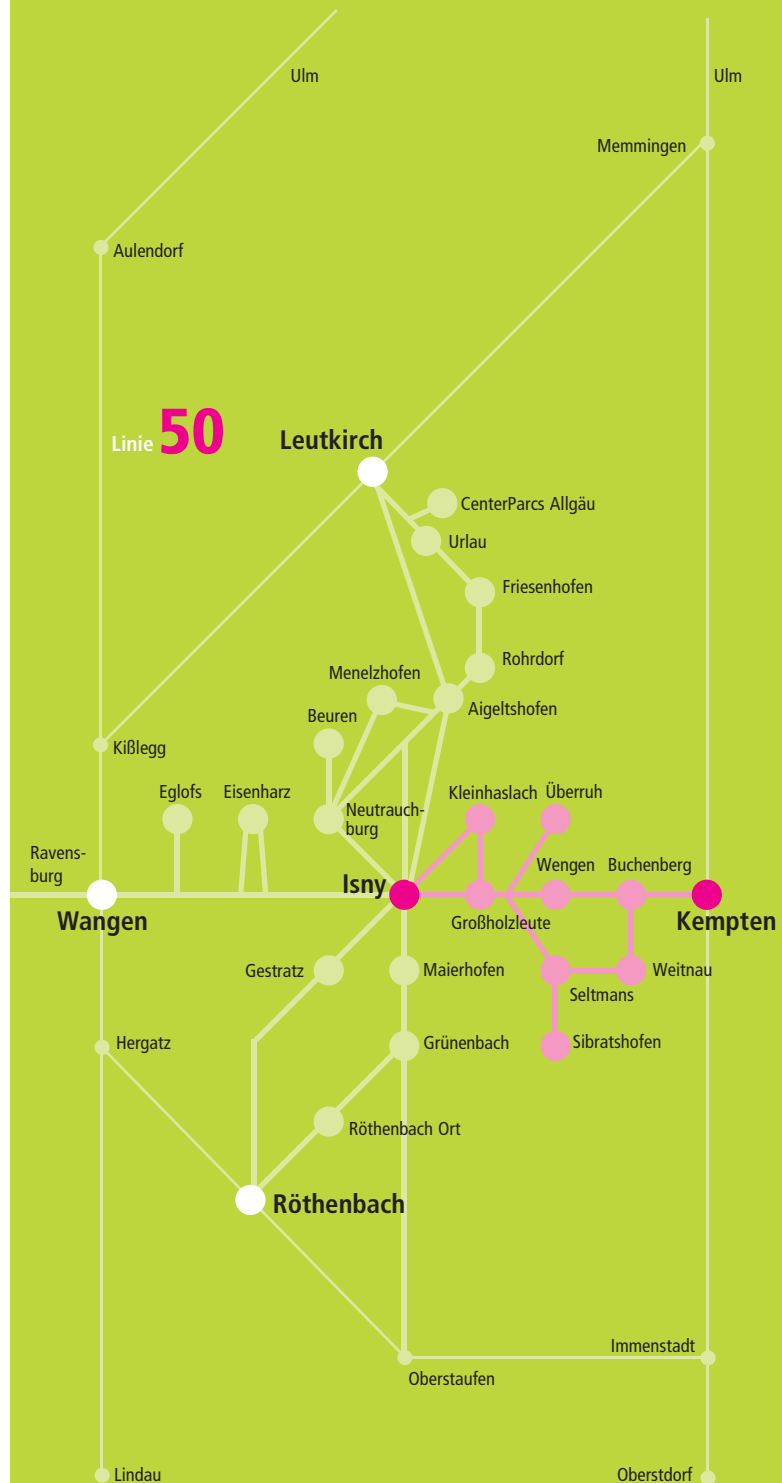 Ulm
Ulm
Memmingen
Aulendorf
Linie 50
Leutkirch
CenterParcs Allgäu
Urlau
Friesenhofen
Rohrdorf
Menelzhofen
Aigeltshofen
Beuren
Kißlegg
Eglofs
Eisenharz
Neutrauch-
burg
Kleinhaslach
Überruh
Ravens-
burg
Isny
Wengen
Buchenberg
Wangen
Großholzleute
Kempten
Gestratz
Maierhofen
Weitnau
Seltmans
Hergatz
Grünenbach
Sibratshofen
Röthenbach Ort
Röthenbach
Immenstadt
Oberstaufen
Lindau
Oberstdorf